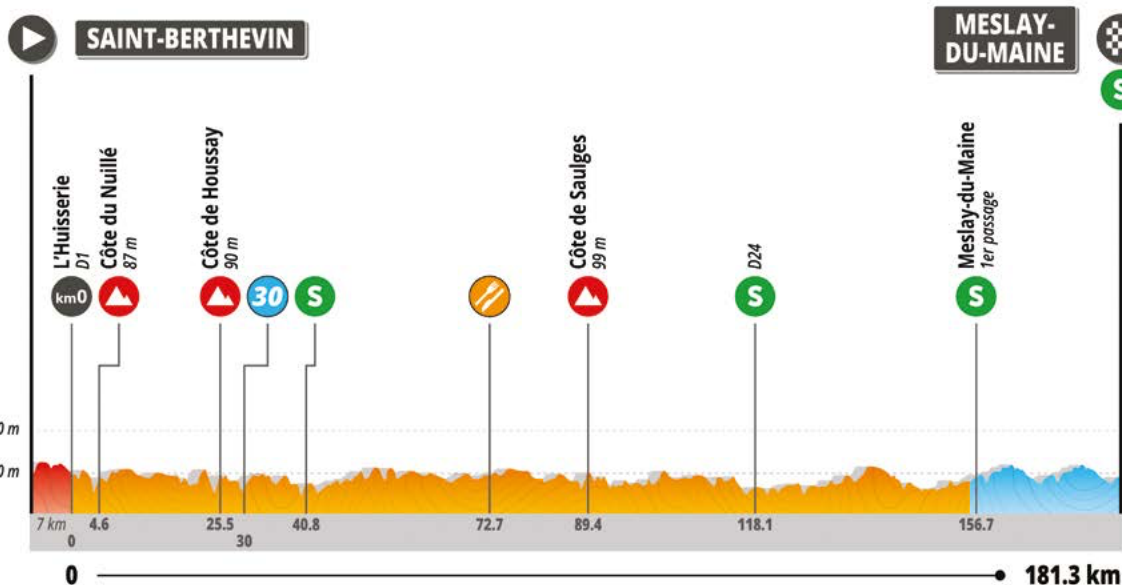 SAINT-BERTHEVIN
MESLAY-
DU-MAINE
S
L'Huisserie
D1
Côte du Nuillé
87 m
Côte de Houssay
90 m
Côte de Saulges
99 m
D24
Meslay-du-Maine
1er passage
km0
30
S
S
S
0 m
0 m
7 km
4.6
25.5
40.8
72.7
89.4
118.1
156.7
0
30
0
181.3 km